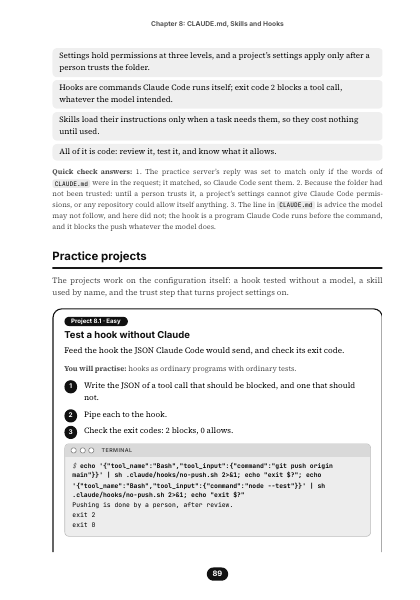 Chapter 8: CLAUDE.md, Skills and Hooks
Settings hold permissions at three levels, and a project's settings apply only after a
person trusts the folder.
Hooks are commands Claude Code runs itself; exit code 2 blocks a tool call,
whatever the model intended.
Skills load their instructions only when a task needs them, so they cost nothing
until used.
All of it is code: review it, test it, and know what it allows.
Quick check answers: 1. The practice server's reply was set to match only if the words of
CLAUDE.md were in the request; it matched, so Claude Code sent them. 2. Because the folder had
not been trusted: until a person trusts it, a project's settings cannot give Claude Code permis-
sions, or any repository could allow itself anything. 3. The line in CLAUDE.md is advice the model
may not follow, and here did not; the hook is a program Claude Code runs before the command,
and it blocks the push whatever the model does.
Practice projects
The projects work on the configuration itself: a hook tested without a model, a skill
used by name, and the trust step that turns project settings on.
Project 8.1 · Easy
Test a hook without Claude
Feed the hook the JSON Claude Code would send, and check its exit code.
You will practise: hooks as ordinary programs with ordinary tests.
1 Write the JSON of a tool call that should be blocked, and one that should
not.
2 Pipe each to the hook.
3 Check the exit codes: 2 blocks, 0 allows.
TERMINAL
$ echo '{"tool_name":"Bash","tool_input":{"command":"git push origin
main"}}' | sh .claude/hooks/no-push.sh 2>&1; echo "exit $?"; echo
'{"tool_name":"Bash","tool_input":{"command":"node --test"}}' | sh
.claude/hooks/no-push.sh 2>&1; echo "exit $?"
Pushing is done by a person, after review.
exit 2
exit 0
89